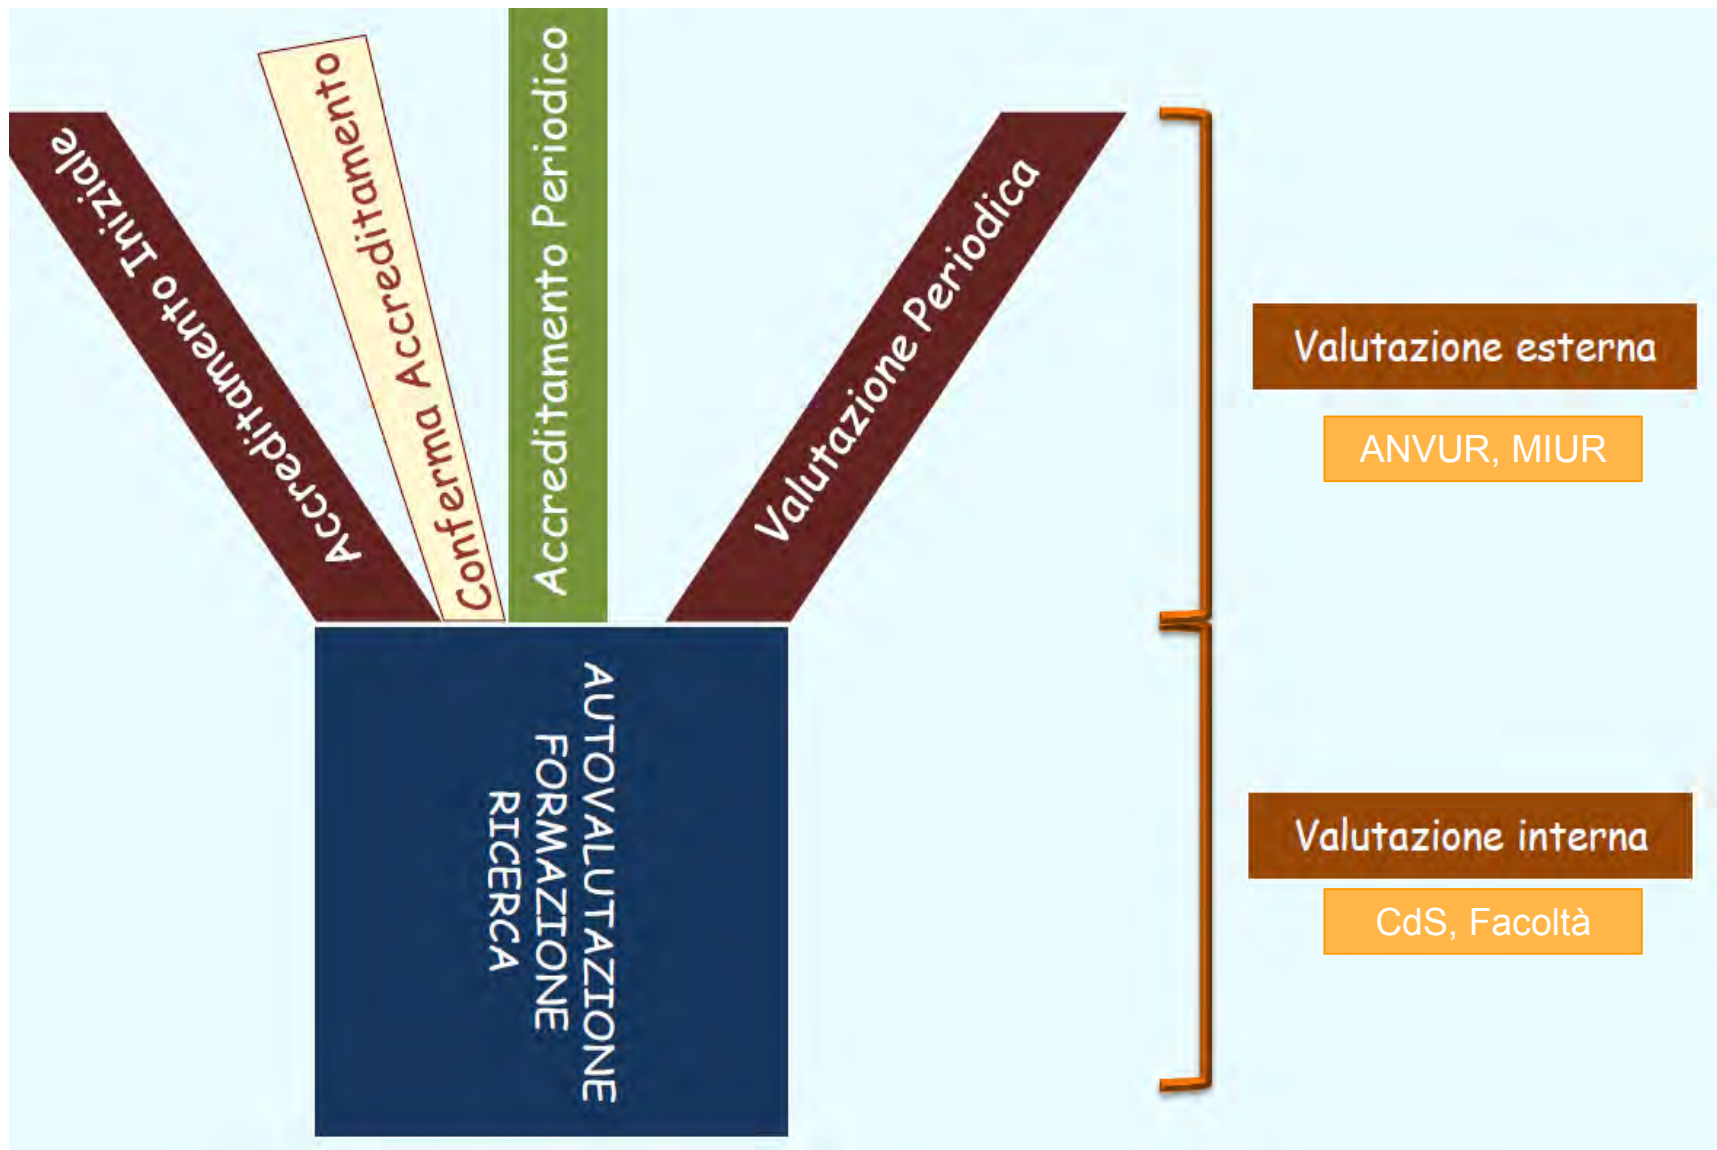 Accreditamento Iniziale
Conferma Accreditamento
Accreditamento Periodico
Valutazione Periodica
Valutazione esterna
ANVUR, MIUR
AUTOVALUTAZIONE
FORMAZIONE
RICERCA
Valutazione interna
CdS, Facoltà